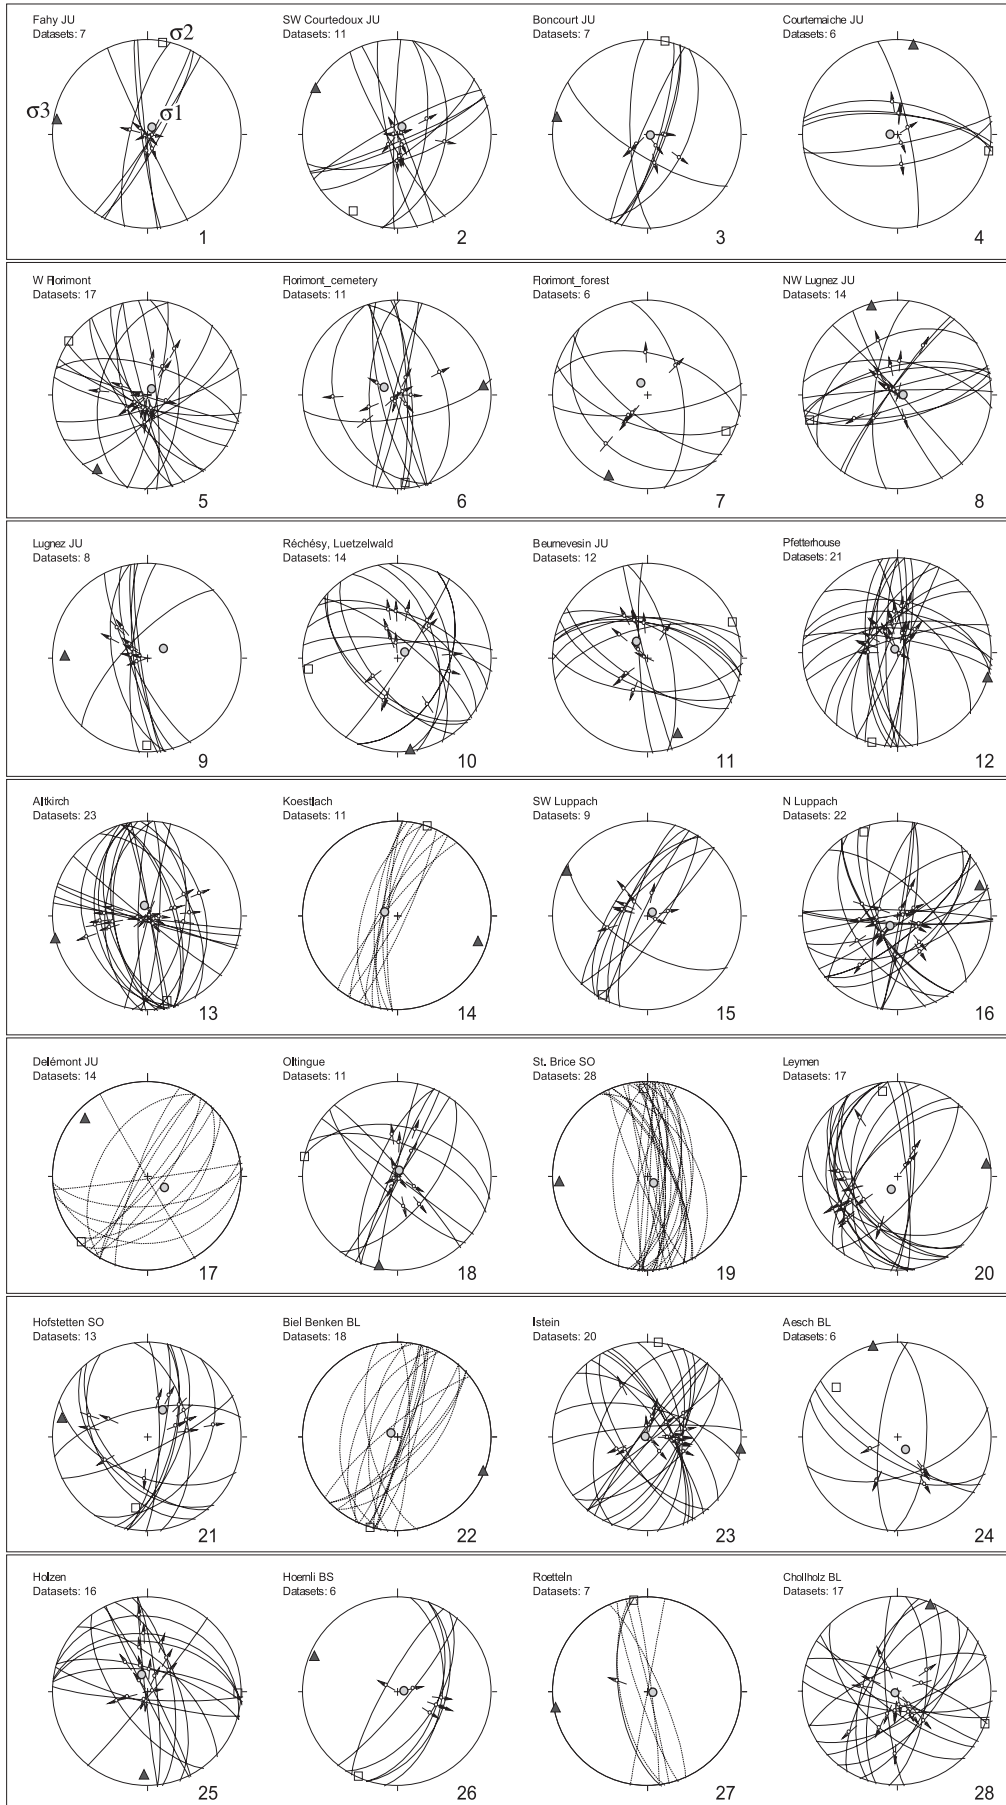 Fahy JU
Datasets: 7
σ2
σ3
σ1
1
SW Courtedoux JU
Datasets: 11
2
Boncourt JU
Datasets: 7
3
Courtemaiche JU
Datasets: 6
4
W Florimont
Datasets: 17
5
Florimont_cemetery
Datasets: 11
6
Florimont_forest
Datasets: 6
7
NW Lugnez JU
Datasets: 14
8
Lugnez JU
Datasets: 8
9
Réchésy, Luetzelwald
Datasets: 14
10
Beurnevesin JU
Datasets: 12
11
Pfetterhouse
Datasets: 21
12
Altkirch
Datasets: 23
13
Koestlach
Datasets: 11
14
SW Luppach
Datasets: 9
15
N Luppach
Datasets: 22
16
Delémont JU
Datasets: 14
17
Oltingue
Datasets: 11
18
St. Brice SO
Datasets: 28
19
Leymen
Datasets: 17
20
Hofstetten SO
Datasets: 13
21
Biel Benken BL
Datasets: 18
22
Istein
Datasets: 20
23
Aesch BL
Datasets: 6
24
Holzen
Datasets: 16
25
Hoernli BS
Datasets: 6
26
Roetteln
Datasets: 7
27
Chollholz BL
Datasets: 17
28